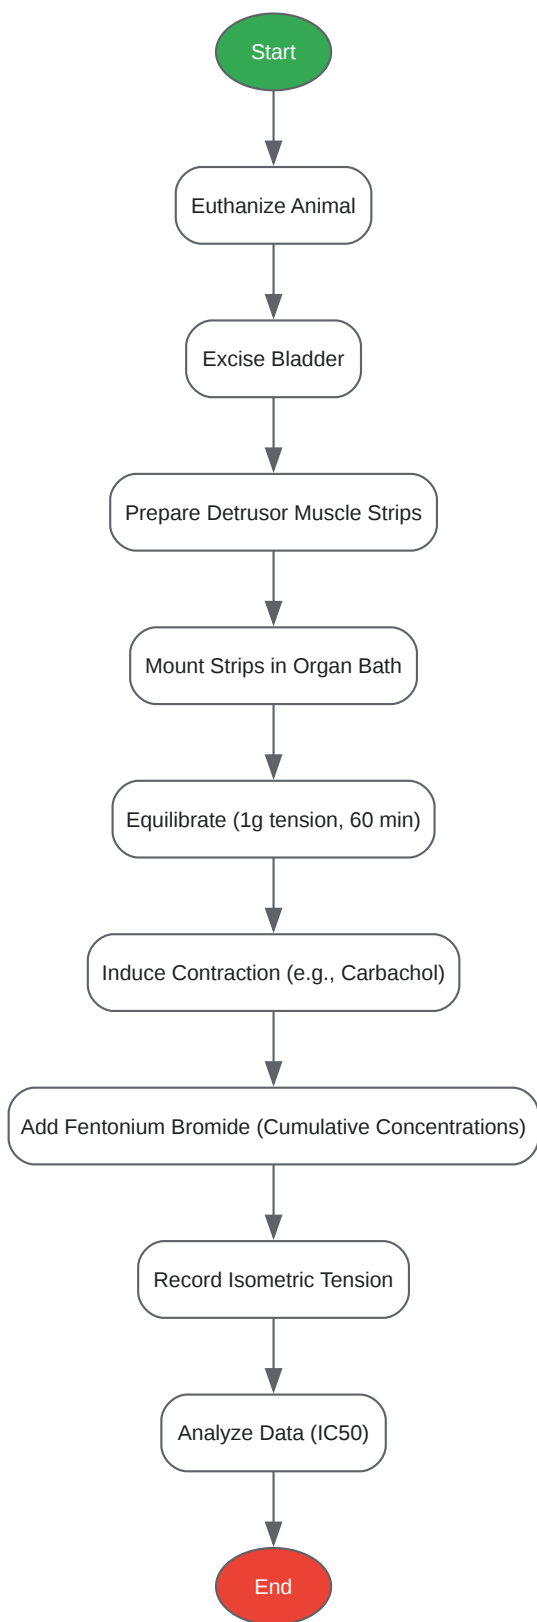 Start
Euthanize Animal
Excise Bladder
Prepare Detrusor Muscle Strips
Mount Strips in Organ Bath
Equilibrate (1g tension, 60 min)
Induce Contraction (e.g., Carbachol)
Add Fentonium Bromide (Cumulative Concentrations)
Record Isometric Tension
Analyze Data (IC50)
End